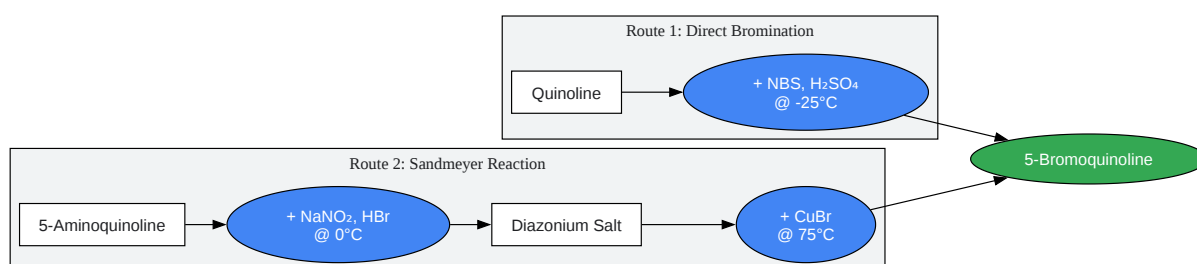 Route 1: Direct Bromination
Quinoline
+ NBS, H₂SO₄
@ -25°C
5-Bromoquinoline
Route 2: Sandmeyer Reaction
5-Aminoquinoline
+ NaNO₂, HBr
@ 0°C
Diazonium Salt
+ CuBr
@ 75°C